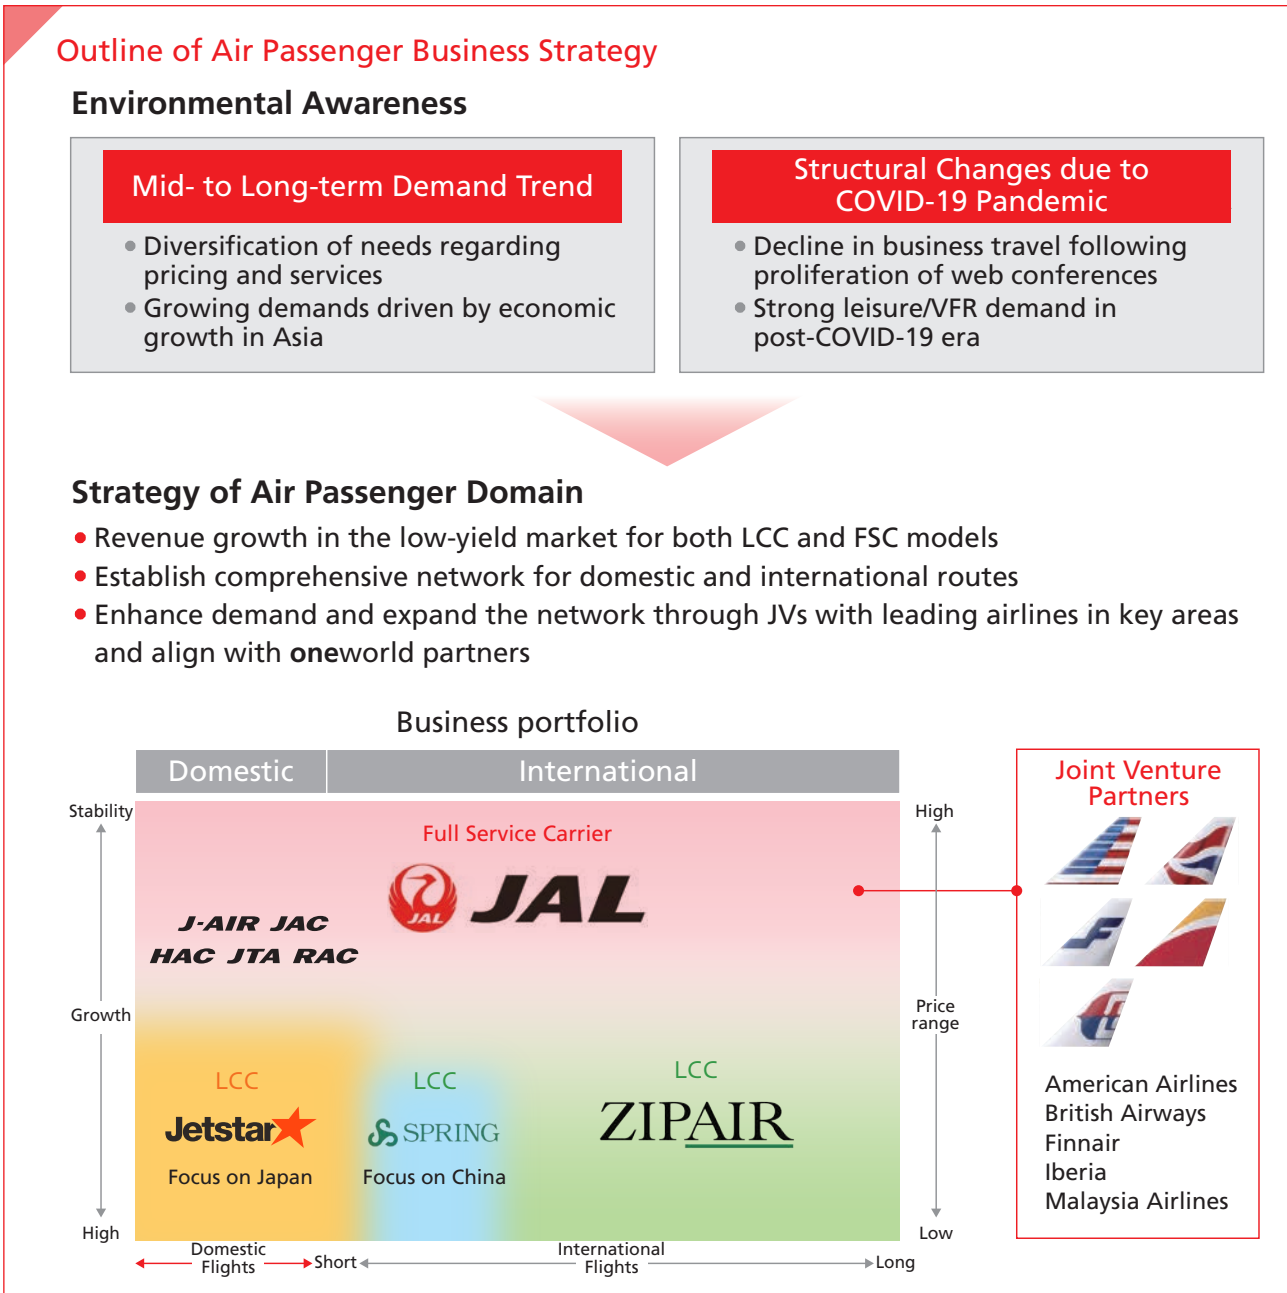 Outline of Air Passenger Business Strategy
Environmental Awareness
Mid- to Long-term Demand Trend
• Diversification of needs regarding
pricing and services
• Growing demands driven by economic
growth in Asia
Structural Changes due to
COVID-19 Pandemic
• Decline in business travel following
proliferation of web conferences
• Strong leisure/VFR demand in
post-COVID-19 era
Strategy of Air Passenger Domain
• Revenue growth in the low-yield market for both LCC and FSC models
• Establish comprehensive network for domestic and international routes
• Enhance demand and expand the network through JVs with leading airlines in key areas
and align with oneworld partners
Business portfolio
Domestic
International
Stability
Growth
High
Full Service Carrier
JAL
JAL
J-AIR JAC
HAC JTA RAC
LCC
Jetstar
Focus on Japan
LCC
SPRING
Focus on China
LCC
ZIPAIR
High
Price
range
Low
Domestic
Flights
Short
International
Flights
Long
Joint Venture
Partners
American Airlines
British Airways
Finnair
Iberia
Malaysia Airlines